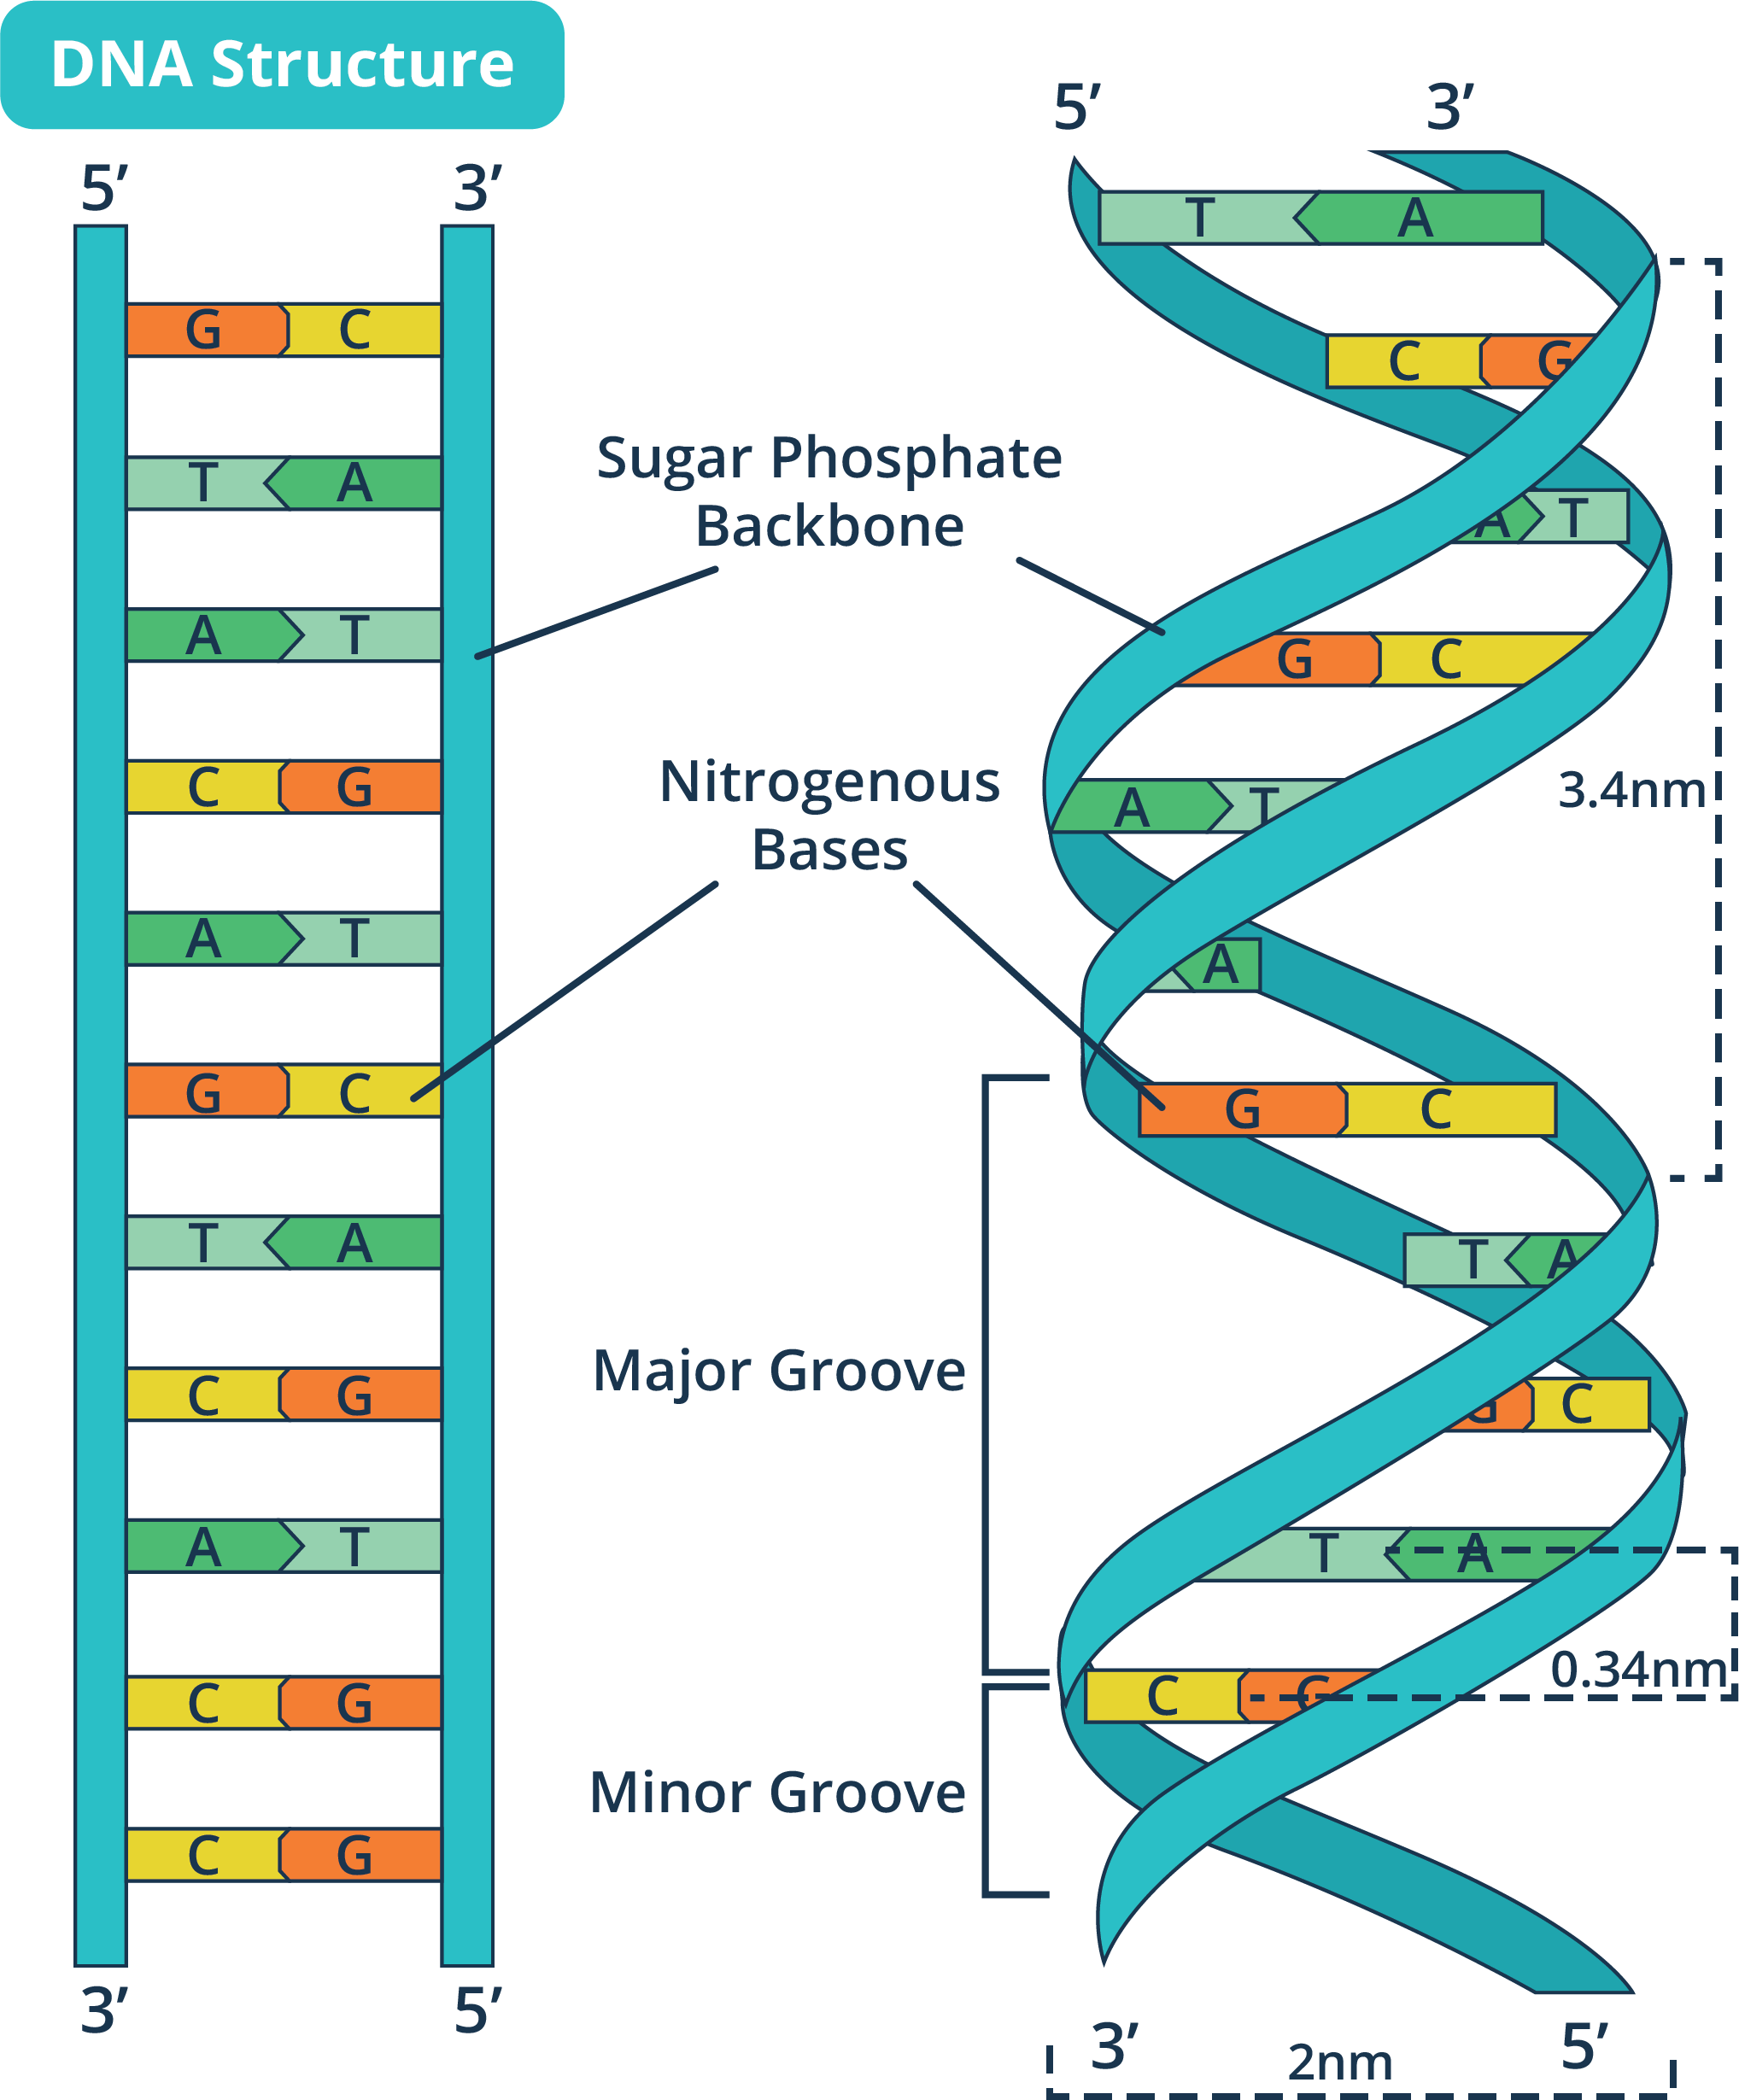 DNA Structure
5’ 3’
5’ 3’
T A
G C
C G
Sugar Phosphate
Backbone
T A
A T
A T
G C
Nitrogenous
Bases
C G
A T
3.4nm
A T
A
G C
G C
T A
T A
Major Groove
C G
G C
A T
T A
0.34nm
C G
C G
Minor Groove
C G
3’ 5’
3’ 5’
2nm